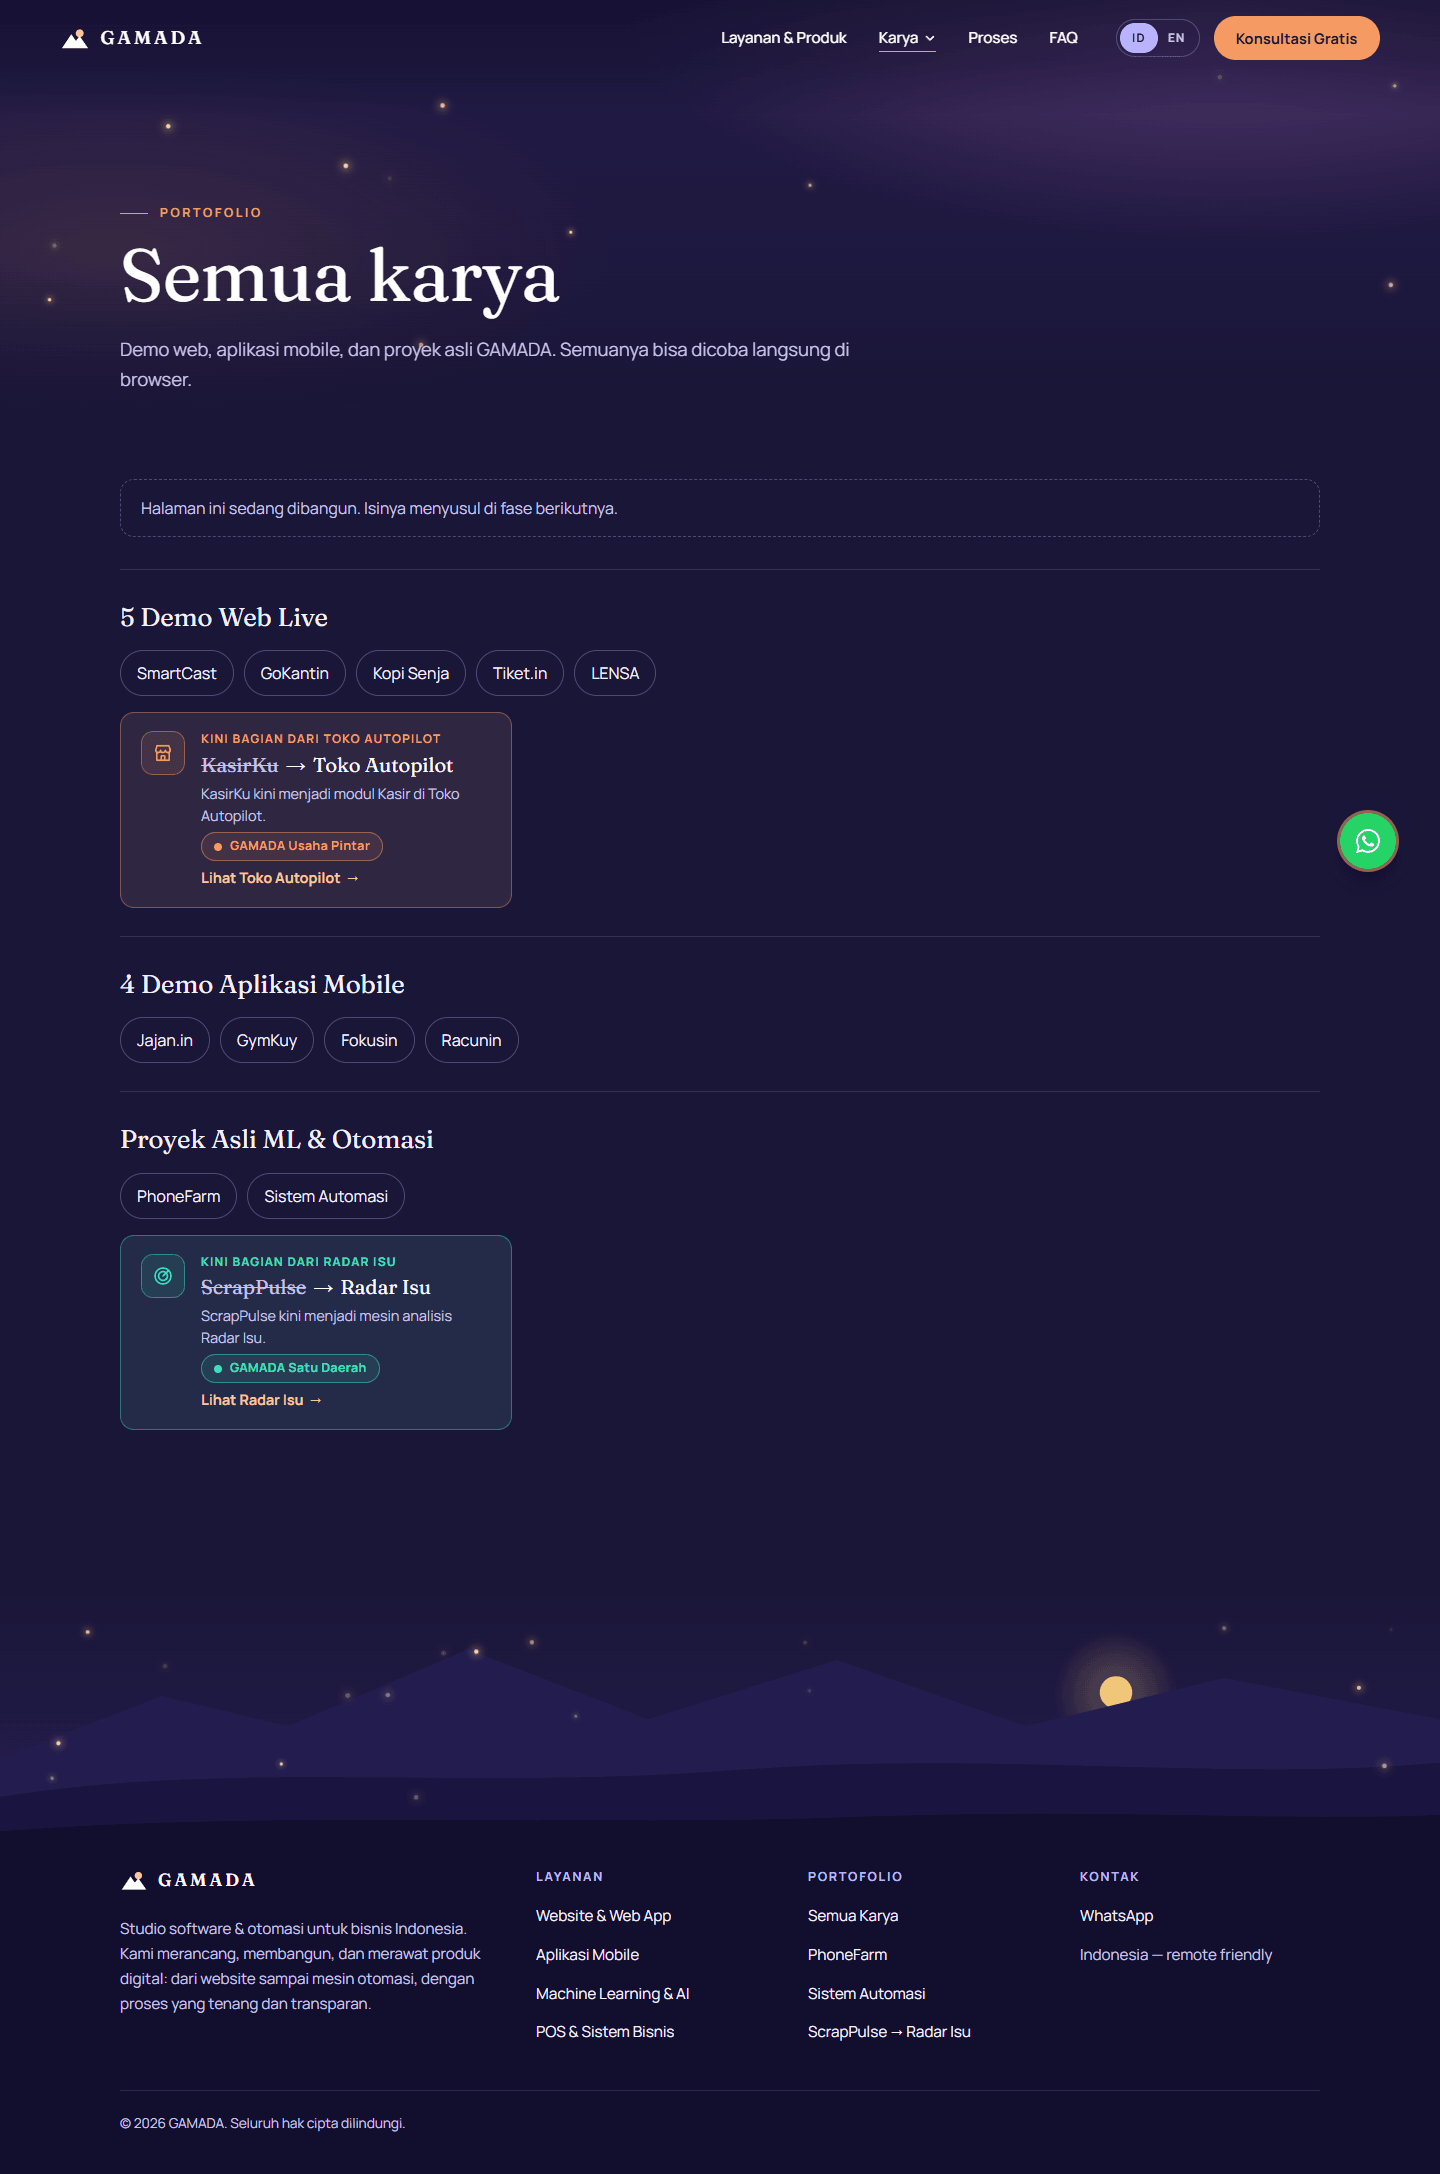 GAMADA
Layanan & Produk
Karya
Proses
FAQ
ID
EN
Konsultasi Gratis
PORTOFOLIO
Semua karya
Demo web, aplikasi mobile, dan proyek asli GAMADA. Semuanya bisa dicoba langsung di
browser.
Halaman ini sedang dibangun. Isinya menyusul di fase berikutnya.
5 Demo Web Live
SmartCast
GoKantin
Kopi Senja
Tiket.in
LENSA
KINI BAGIAN DARI TOKO AUTOPILOT
KasirKu → Toko Autopilot
KasirKu kini menjadi modul Kasir di Toko
Autopilot.
GAMADA Usaha Pintar
Lihat Toko Autopilot →
4 Demo Aplikasi Mobile
Jajan.in
GymKuy
Fokusin
Racunin
Proyek Asli ML & Otomasi
PhoneFarm
Sistem Automasi
KINI BAGIAN DARI RADAR ISU
ScrapPulse → Radar Isu
ScrapPulse kini menjadi mesin analisis
Radar Isu.
GAMADA Satu Daerah
Lihat Radar Isu →
GAMADA
Studio software & otomasi untuk bisnis Indonesia.
Kami merancang, membangun, dan merawat produk
digital: dari website sampai mesin otomasi, dengan
proses yang tenang dan transparan.
LAYANAN
Website & Web App
Aplikasi Mobile
Machine Learning & AI
POS & Sistem Bisnis
PORTOFOLIO
Semua Karya
PhoneFarm
Sistem Automasi
ScrapPulse → Radar Isu
KONTAK
WhatsApp
Indonesia — remote friendly
© 2026 GAMADA. Seluruh hak cipta dilindungi.